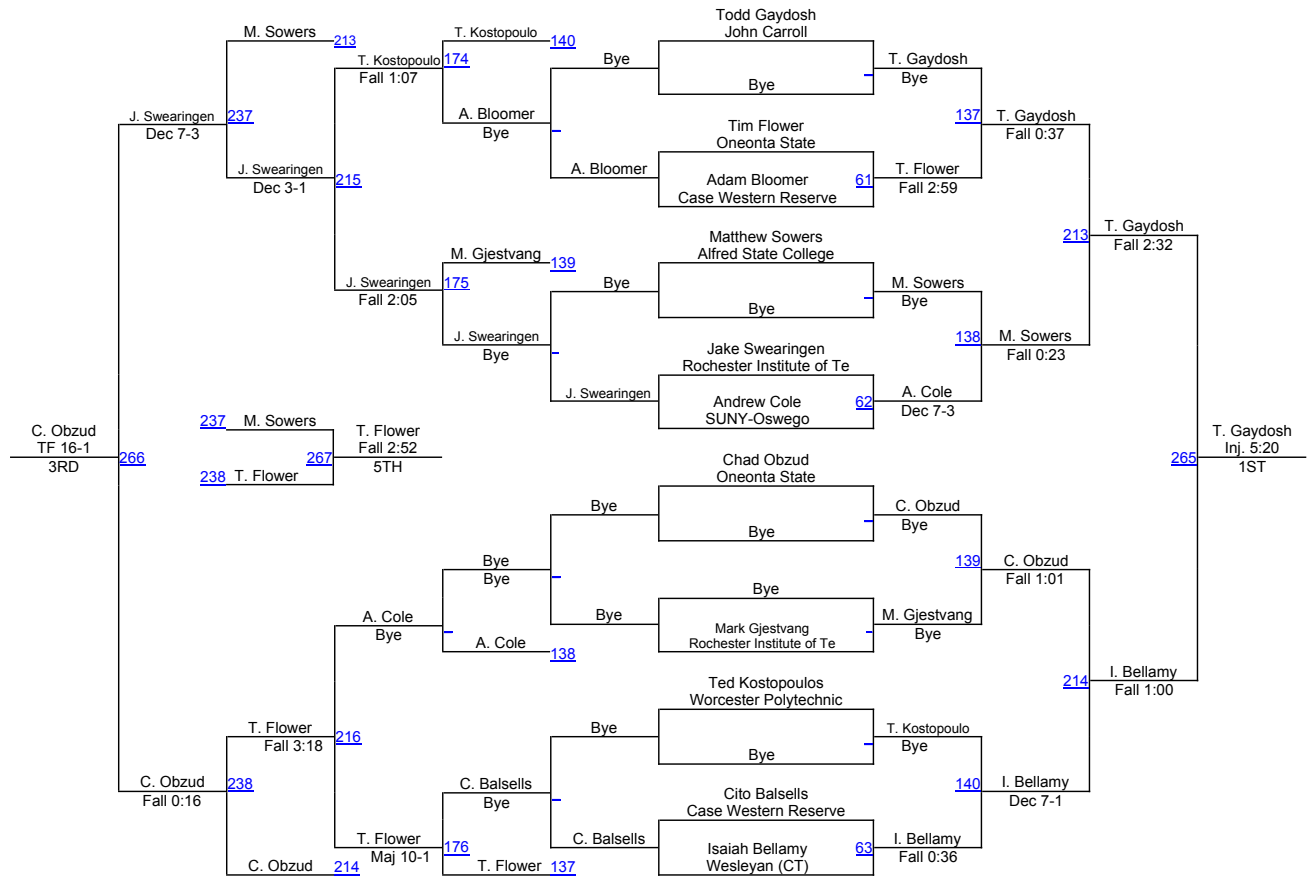 Todd Gaydosh
John Carroll
M. Sowers
213
T. Kostopoulo
140
Bye
T. Gaydosh
Bye
T. Kostopoulo
174
Fall 1:07
Bye
A. Bloomer
Bye
J. Swearingen
237
Dec 7-3
137
T. Gaydosh
Fall 0:37
Tim Flower
Oneonta State
J. Swearingen
Dec 3-1
215
A. Bloomer
Adam Bloomer
Case Western Reserve
61
T. Flower
Fall 2:59
213
T. Gaydosh
Fall 2:32
Matthew Sowers
Alfred State College
M. Gjestvang
139
J. Swearingen
175
Fall 2:05
Bye
M. Sowers
Bye
Bye
J. Swearingen
Bye
138
M. Sowers
Fall 0:23
Jake Swearingen
Rochester Institute of Te
J. Swearingen
Andrew Cole
SUNY-Oswego
62
A. Cole
Dec 7-3
237
M. Sowers
C. Obzud
TF 16-1
3RD
266
T. Flower
Fall 2:52
5TH
267
238
T. Flower
265
T. Gaydosh
Inj. 5:20
1ST
Chad Obzud
Oneonta State
Bye
C. Obzud
Bye
Bye
Bye
Bye
139
C. Obzud
Fall 1:01
Bye
A. Cole
Bye
Bye
Mark Gjestvang
Rochester Institute of Te
M. Gjestvang
Bye
A. Cole
138
214
I. Bellamy
Fall 1:00
Ted Kostopoulos
Worcester Polytechnic
T. Flower
Fall 3:18
216
Bye
T. Kostopoulo
Bye
Bye
C. Obzud
Fall 0:16
238
C. Balsells
Bye
140
I. Bellamy
Dec 7-1
Cito Balsells
Case Western Reserve
T. Flower
Maj 10-1
176
C. Balsells
Isaiah Bellamy
Wesleyan (CT)
63
I. Bellamy
Fall 0:36
C. Obzud
214
T. Flower
137